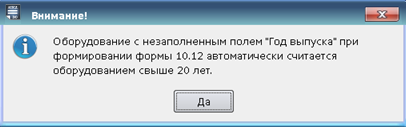 Внимание!
Оборудование с незаполненным полем "Год выпуска" при
формировании формы 10.12 автоматически считается
оборудованием свыше 20 лет.
Да